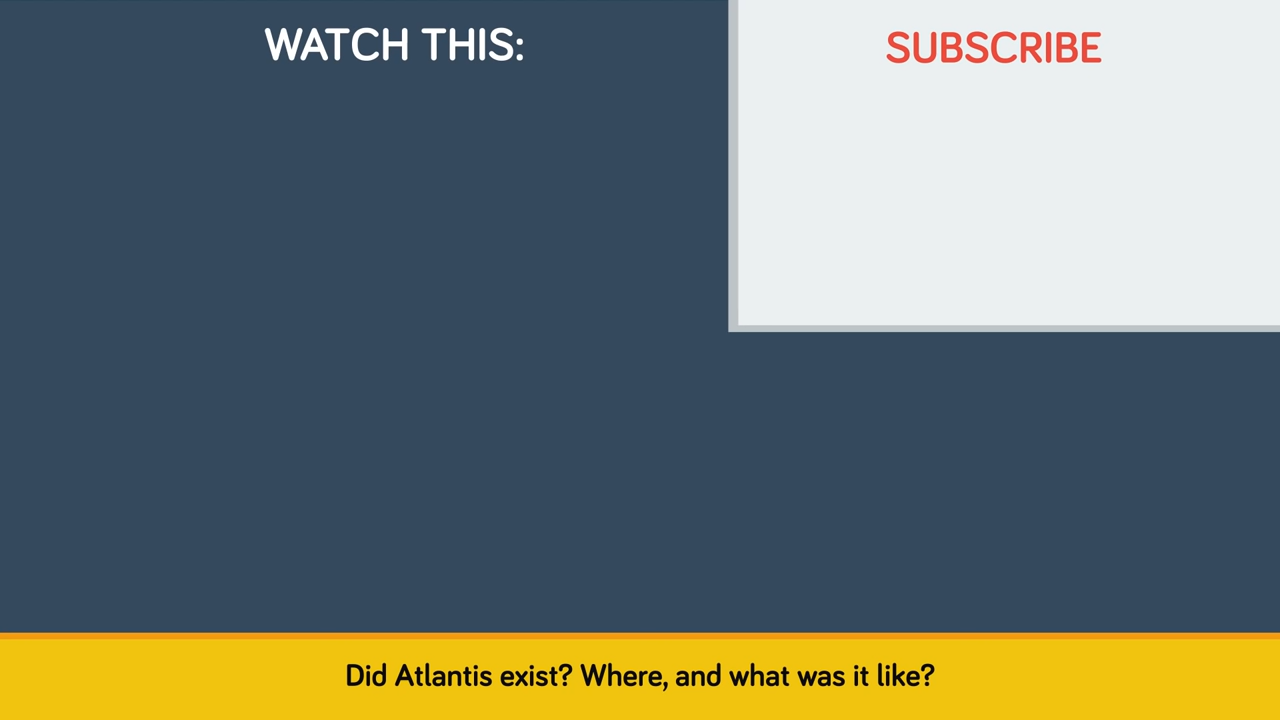 WATCH THIS:
SUBSCRIBE
Did Atlantis exist? Where, and what was it like?